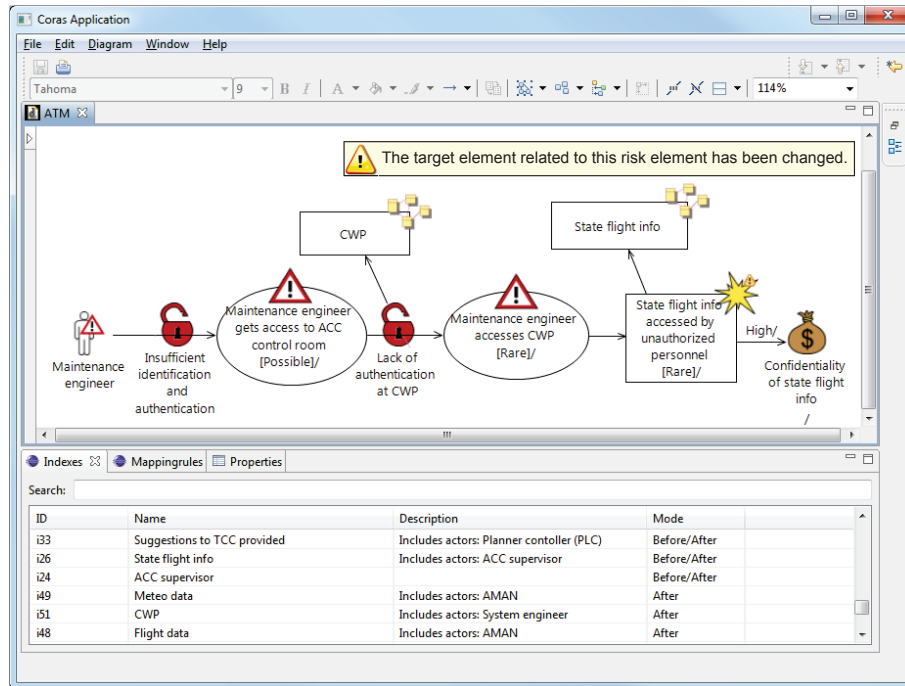 Coras Application
File Edit Diagram Window Help
Tahoma 9 B I A 114%
ATM
The target element related to this risk element has been changed.
CWP
State flight info
Maintenance engineer
gets access to ACC
control room
[Possible]/
Maintenance engineer
accesses CWP
[Rare]/
State flight info
accessed by
unauthorized
personnel
[Rare]/
High/
$
Maintenance
engineer
Insufficient
identification
and
authentication
Lack of
authentication
at CWP
Confidentiality
of state flight
info
/
Indexes Mappingrules Properties
Search:
ID Name Description Mode
i33 Suggestions to TCC provided Includes actors: Planner contoller (PLC) Before/After
i26 State flight info Includes actors: ACC supervisor Before/After
i24 ACC supervisor Before/After
i49 Meteo data Includes actors: AMAN After
i51 CWP Includes actors: System engineer After
i48 Flight data Includes actors: AMAN After